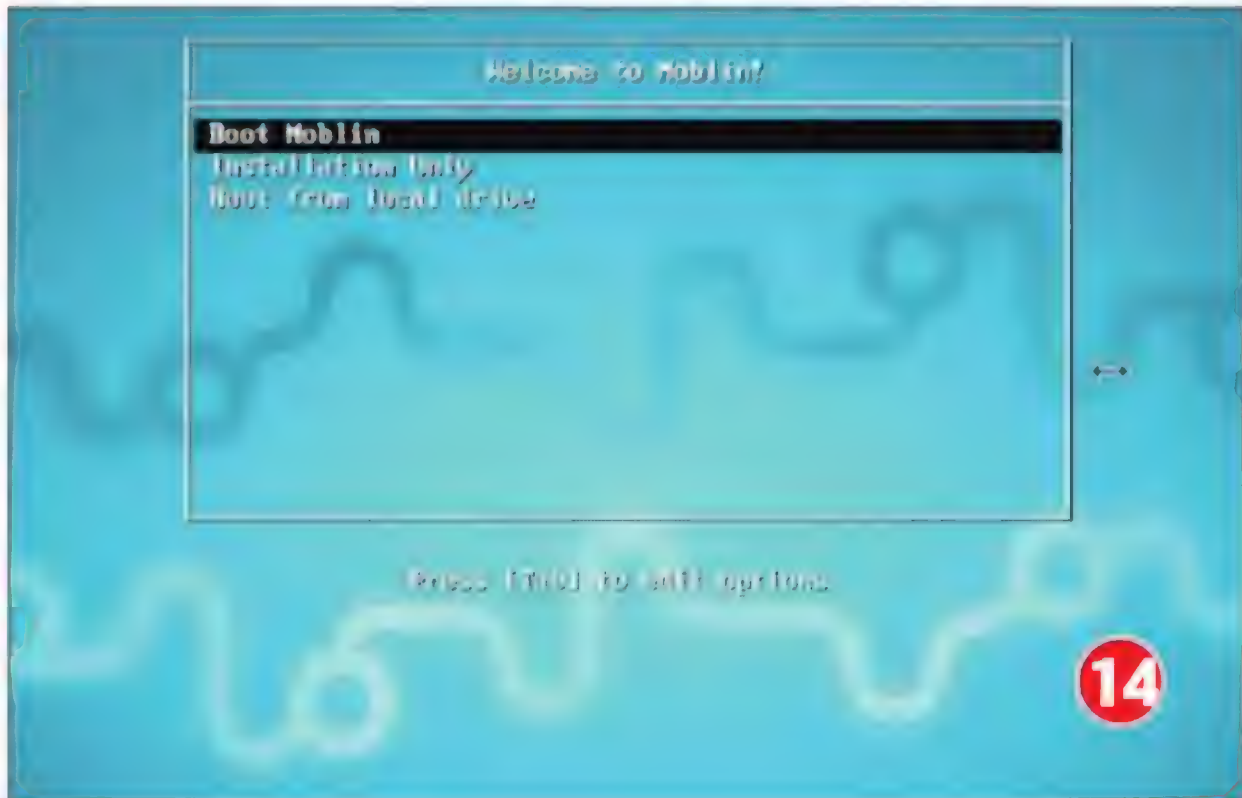 Welcome to Moblin!
Boot Moblin
Installation Only
Boot from local drive
Press [Tab] to edit options
14